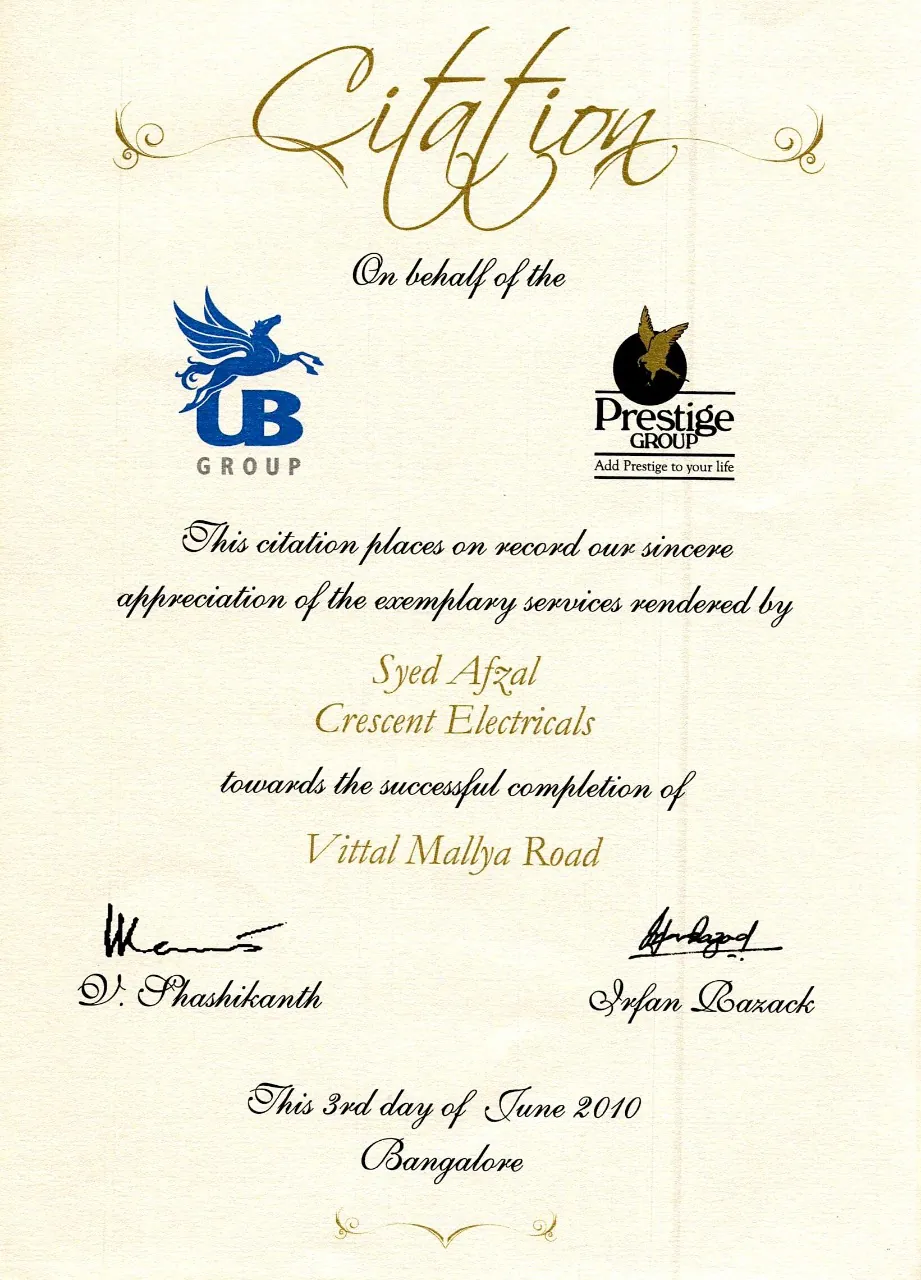 Citation
On behalf of the
UB
GROUP
Prestige
GROUP
Add Prestige to your life
This citation places on record our sincere
appreciation of the exemplary services rendered by
Syed Afzal
Crescent Electricals
towards the successful completion of
Vittal Mallya Road
Irfan Razack
V. Shashikanth
Irfan Razack
This 3rd day of June 2010
Bangalore